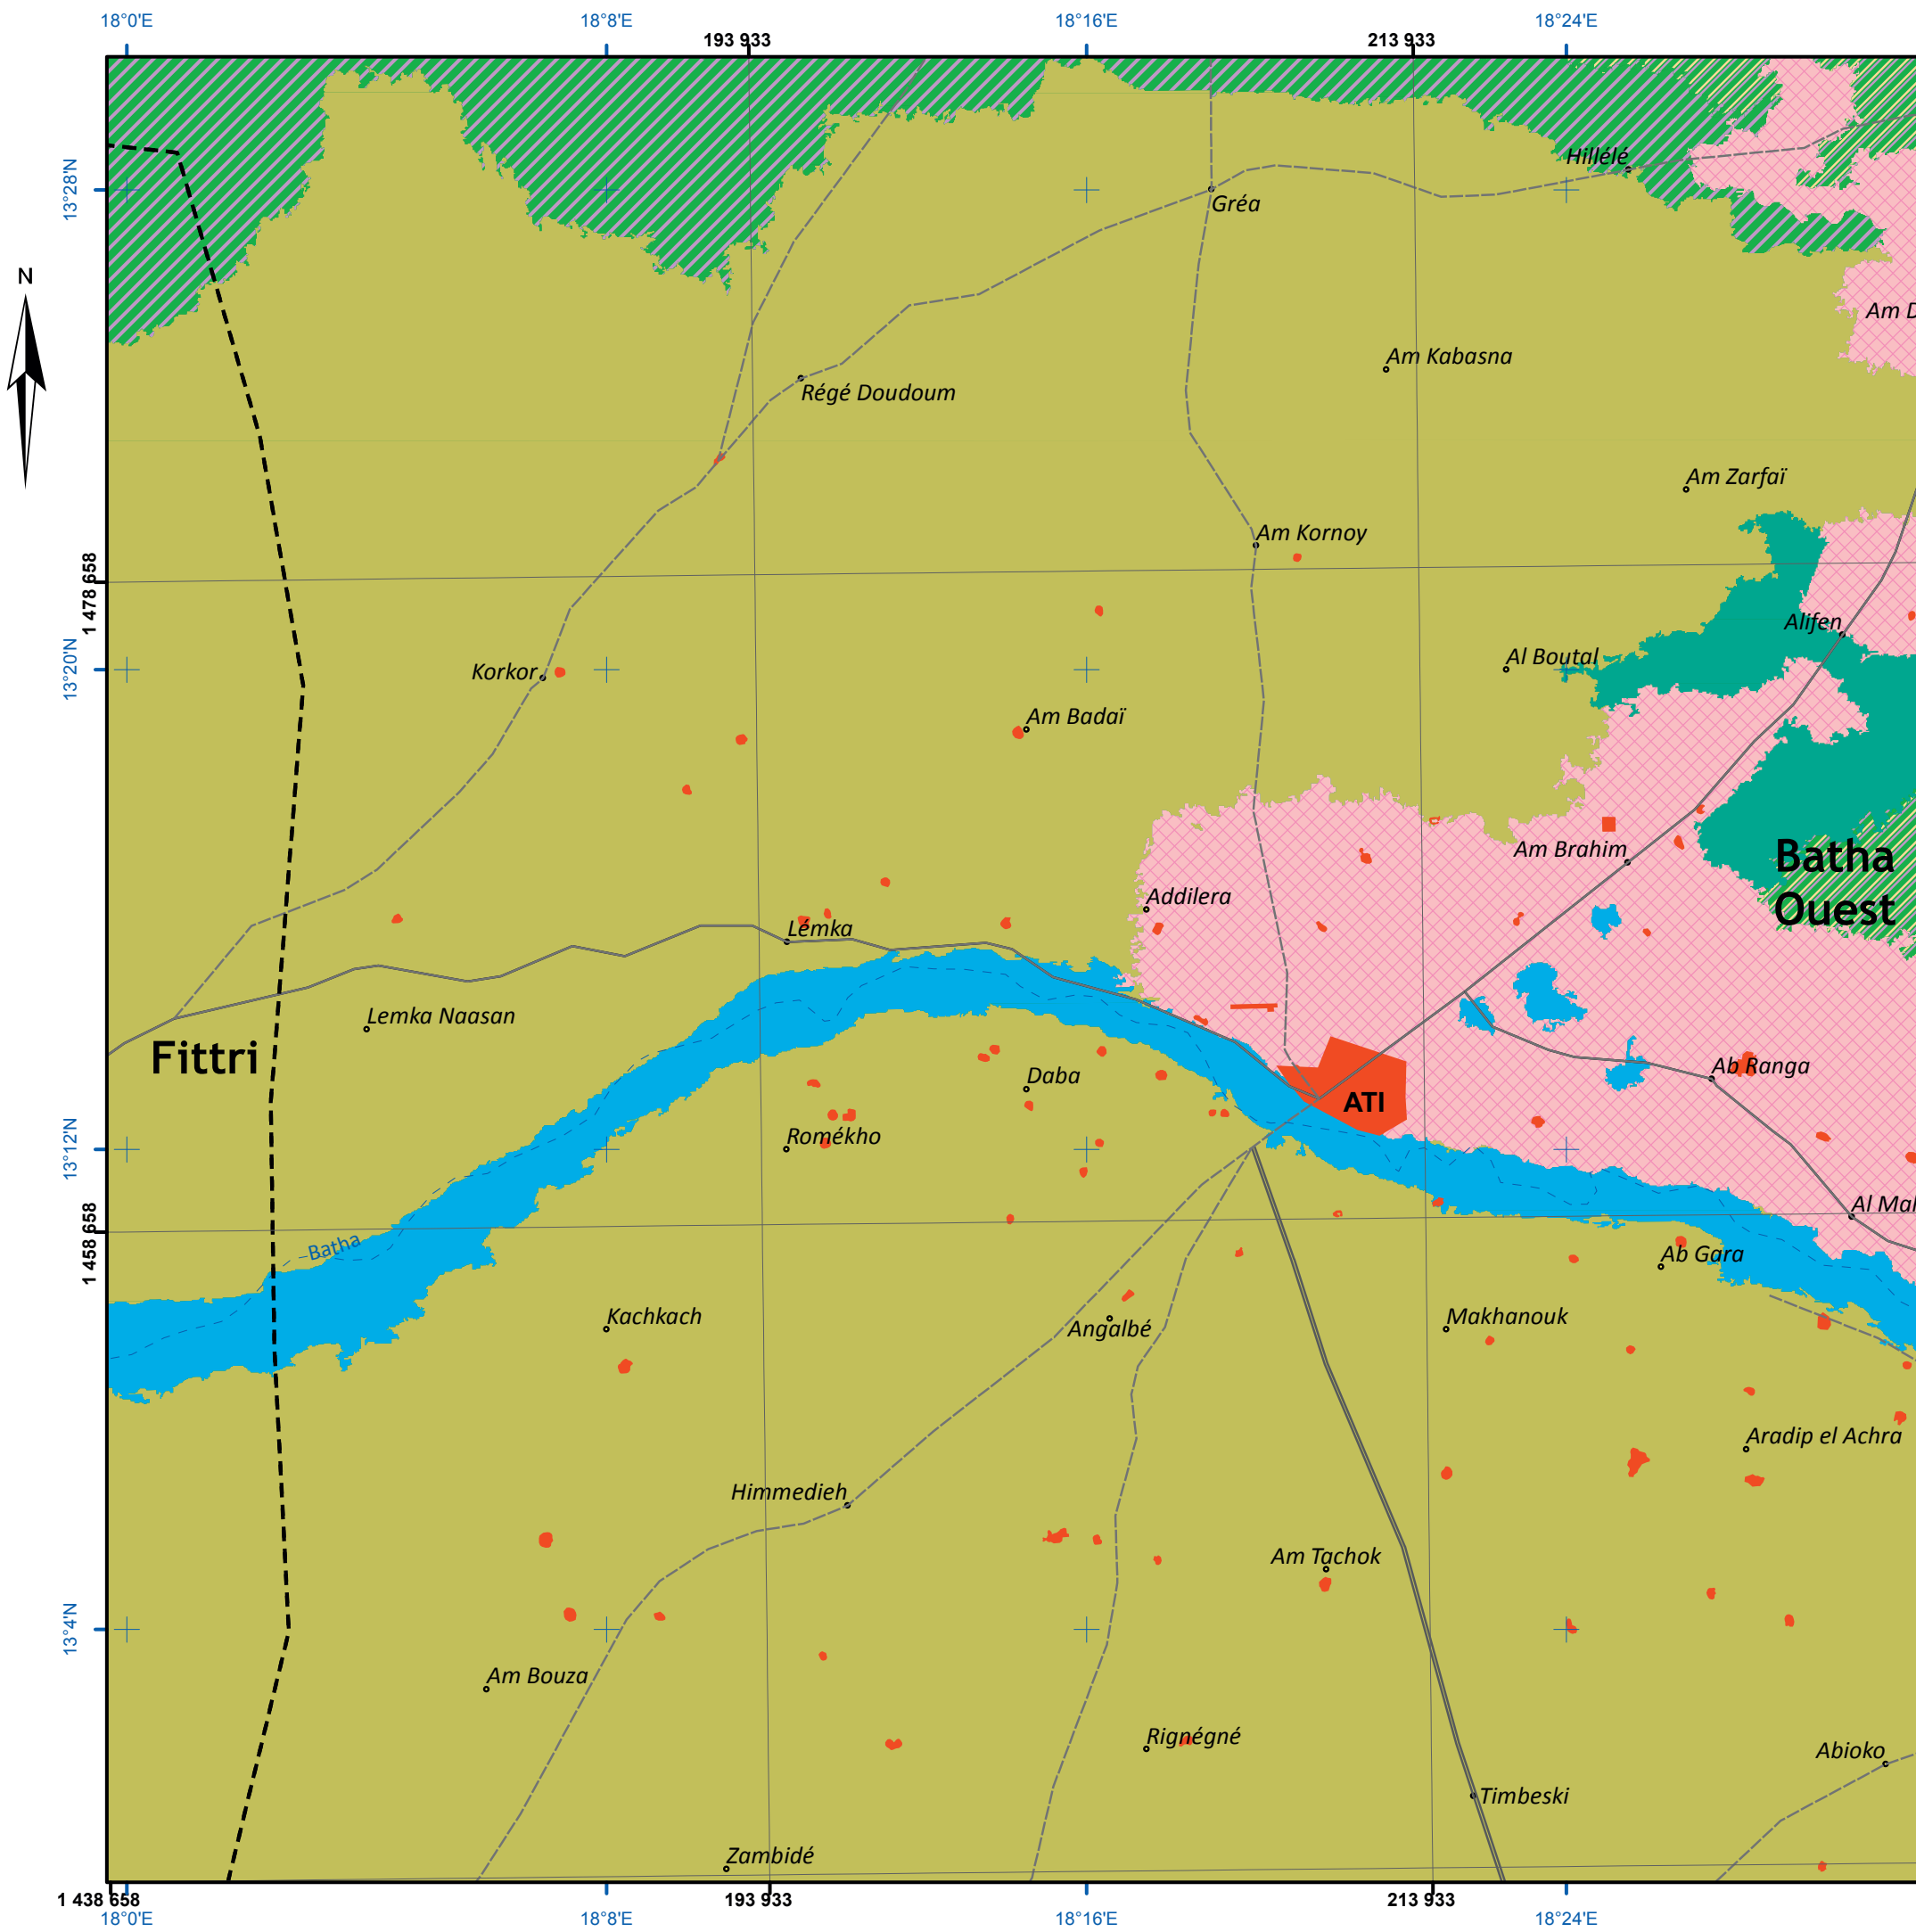 18°0'E
18°8'E
18°16'E
18°24'E
193 933
213 933
Hillélé
13°28'N
Gréa
N
Am D
Am Kabasna
Régé Doudoum
Am Zarfaï
Am Kornoy
1 478 658
Alifen
13°20'N
Al Boutal
Korkor
Am Badaï
Am Brahim
Batha
Ouest
Addilera
Lémka
Lemka Naasan
Fittri
Ab Ranga
Daba
ATI
13°12'N
Romékho
Al Mal
1 458 658
Batha
Ab Gara
Kachkach
Makhanouk
Angalbé
Aradip el Achra
Himmedieh
Am Tachok
13°4'N
Am Bouza
Rignégné
Abioko
Timbeski
Zambidé
1 438 658
193 933
213 933
18°0'E
18°8'E
18°16'E
18°24'E